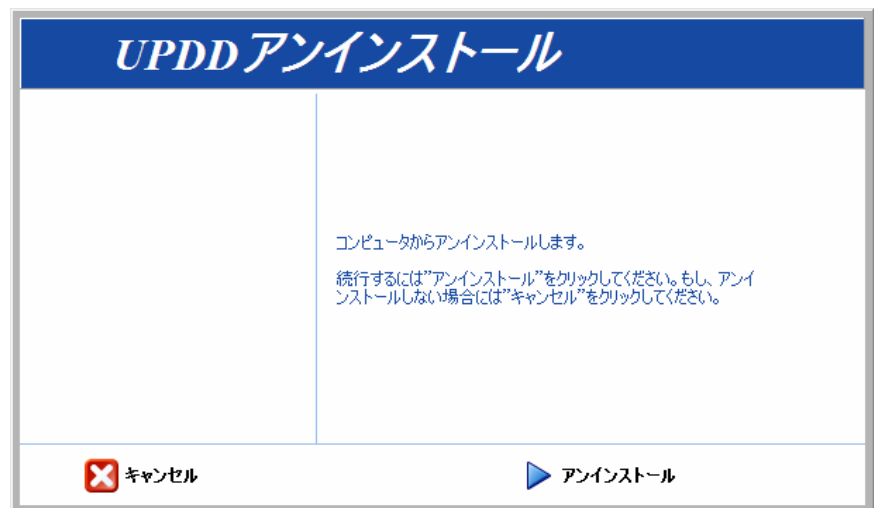 UPDDアンインストール
コンピュータからアンインストールします。
続行するには”アンインストール”をクリックしてください。もし、アンイ
ンストールしない場合には”キャンセル”をクリックしてください。
キャンセル
アンインストール